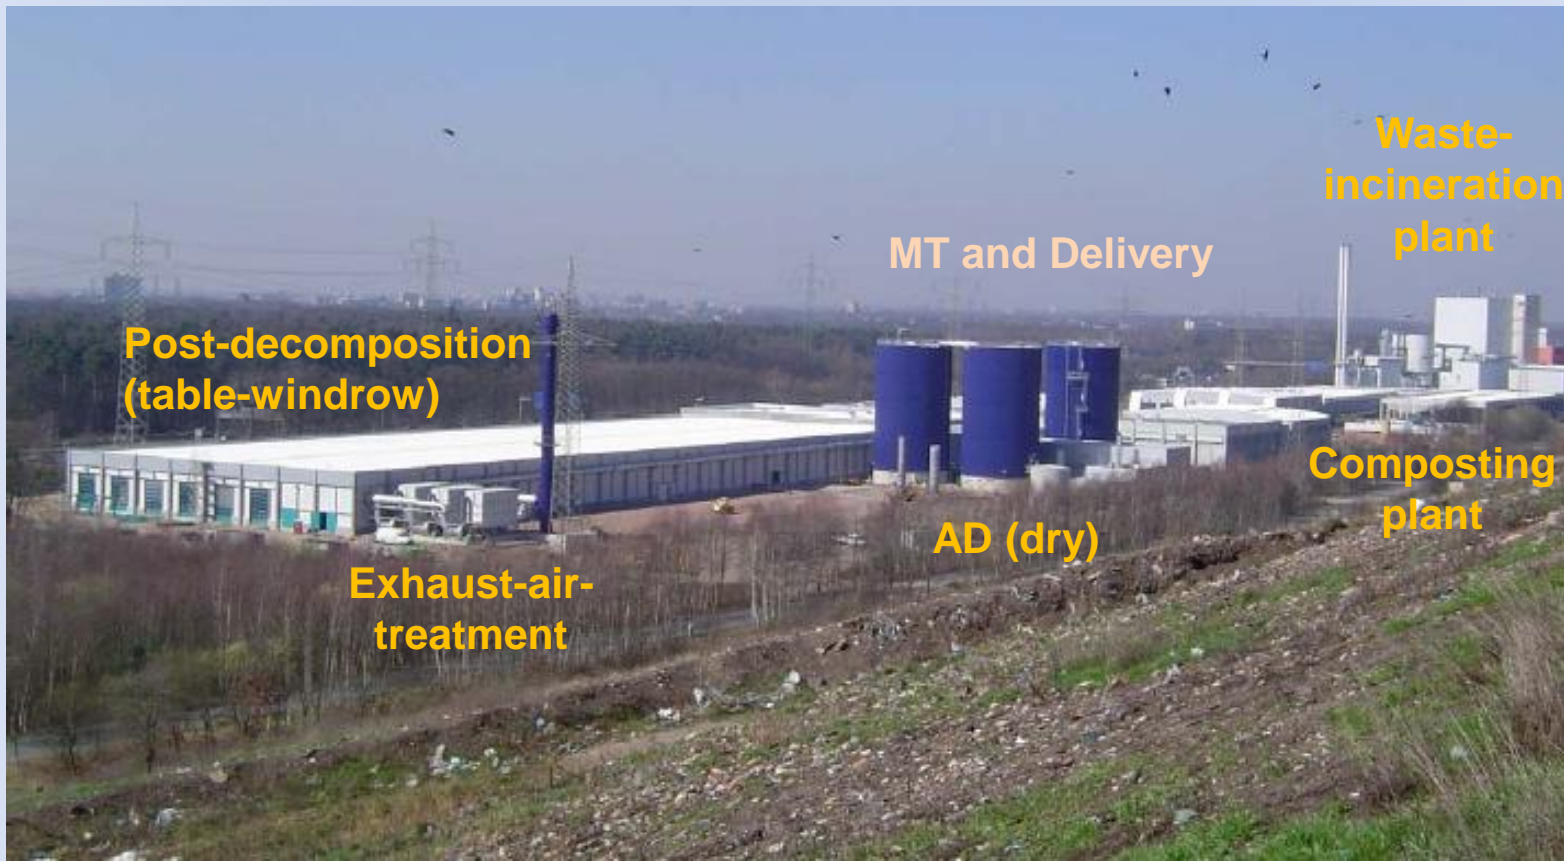 Waste-
incineration
plant
MT and Delivery
Post-decomposition
(table-windrow)
Composting
plant
AD (dry)
Exhaust-air-
treatment